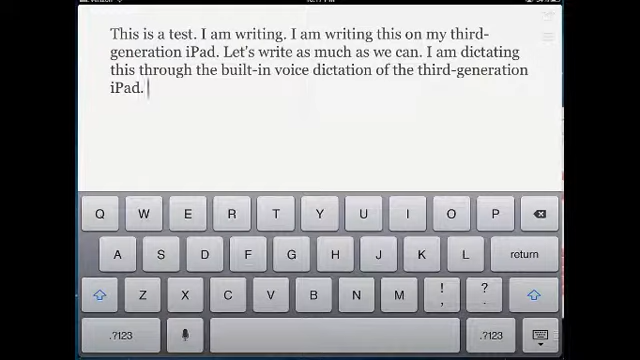 This is a test. I am writing. I am writing this on my third-
generation iPad. Let's write as much as we can. I am dictating
this through the built-in voice dictation of the third-generation
iPad.
Q W E R T Y U I O P
A S D F G H J K L return
Z X C V B N M ! , ? .
.?123 .?123